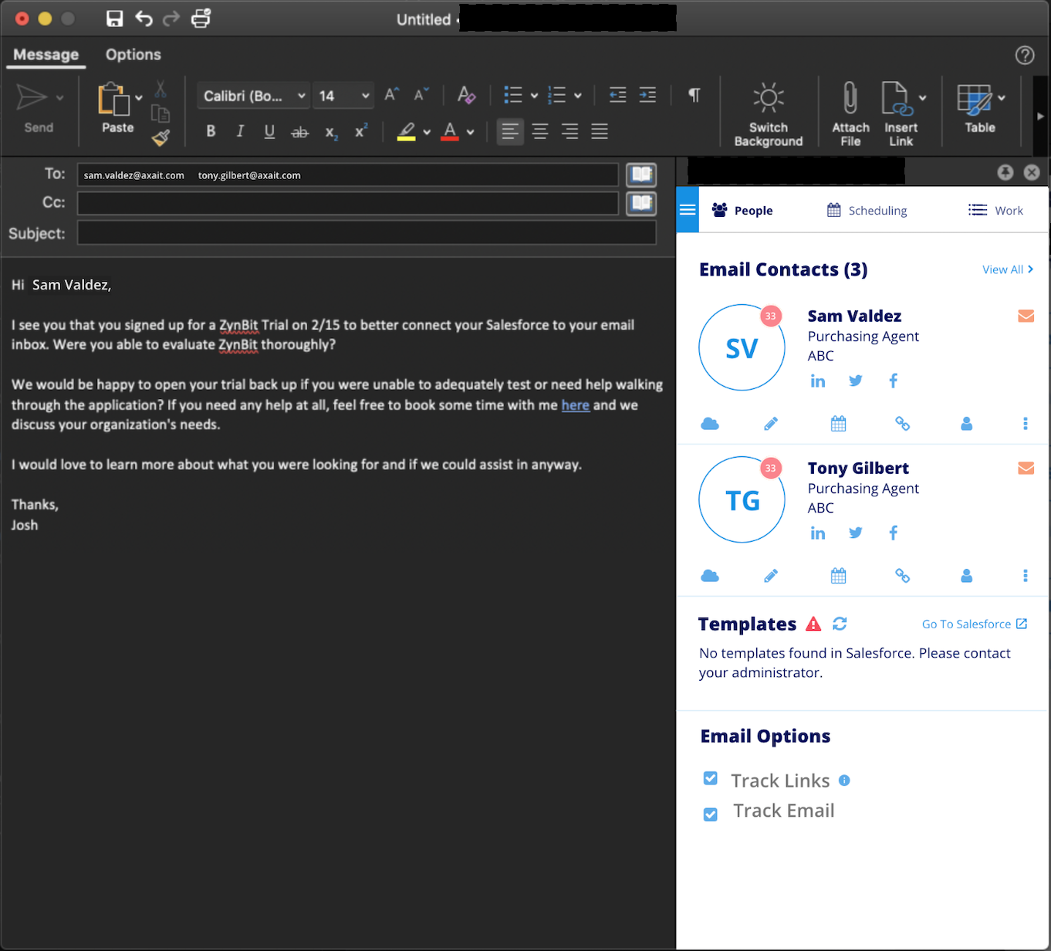 Untitled •
Message Options
Send
Paste
Calibri (Bo... 14
A^ A˅ A
B I U ab x₂ x² A
Switch Background
Attach File
Insert Link
Table
To: sam.valdez@axait.com tony.gilbert@axait.com
Cc:
Subject:
Hi Sam Valdez,
I see you that you signed up for a ZynBit Trial on 2/15 to better connect your Salesforce to your email
inbox. Were you able to evaluate ZynBit thoroughly?
We would be happy to open your trial back up if you were unable to adequately test or need help walking
through the application? If you need any help at all, feel free to book some time with me here and we
discuss your organization's needs.
I would love to learn more about what you were looking for and if we could assist in anyway.
Thanks,
Josh
People Scheduling Work
Email Contacts (3) View All
SV 33
Sam Valdez
Purchasing Agent
ABC
TG 33
Tony Gilbert
Purchasing Agent
ABC
Templates Go To Salesforce
No templates found in Salesforce. Please contact
your administrator.
Email Options
Track Links
Track Email